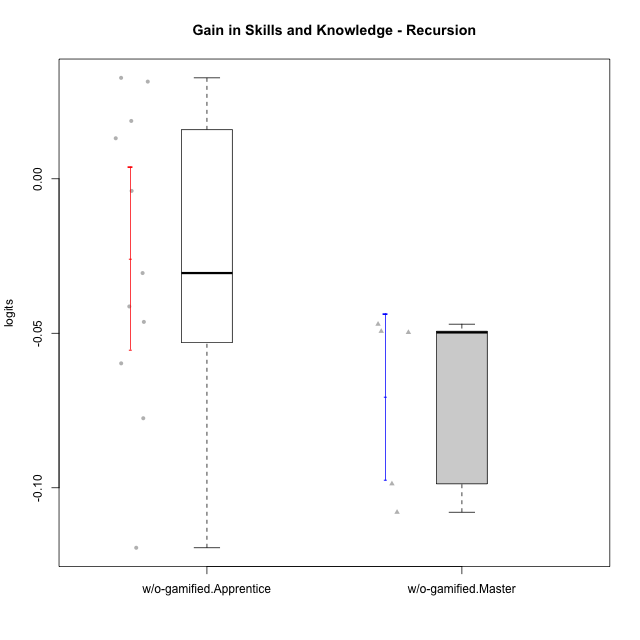 Gain in Skills and Knowledge - Recursion
logits
0.00
-0.05
-0.10
w/o-gamified.Apprentice
w/o-gamified.Master